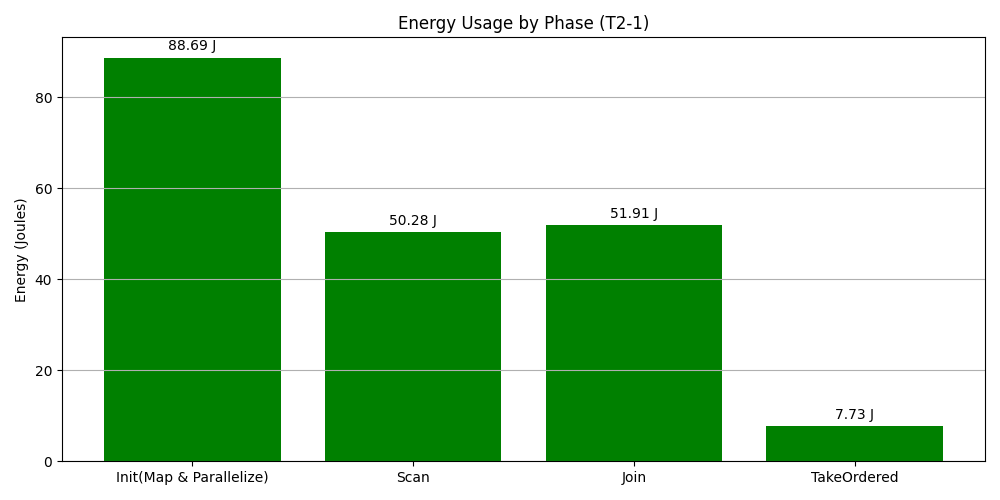 Energy Usage by Phase (T2-1)
88.69 J
50.28 J
51.91 J
7.73 J
Energy (Joules)
80
60
40
20
0
Init(Map & Parallelize)
Scan
Join
TakeOrdered